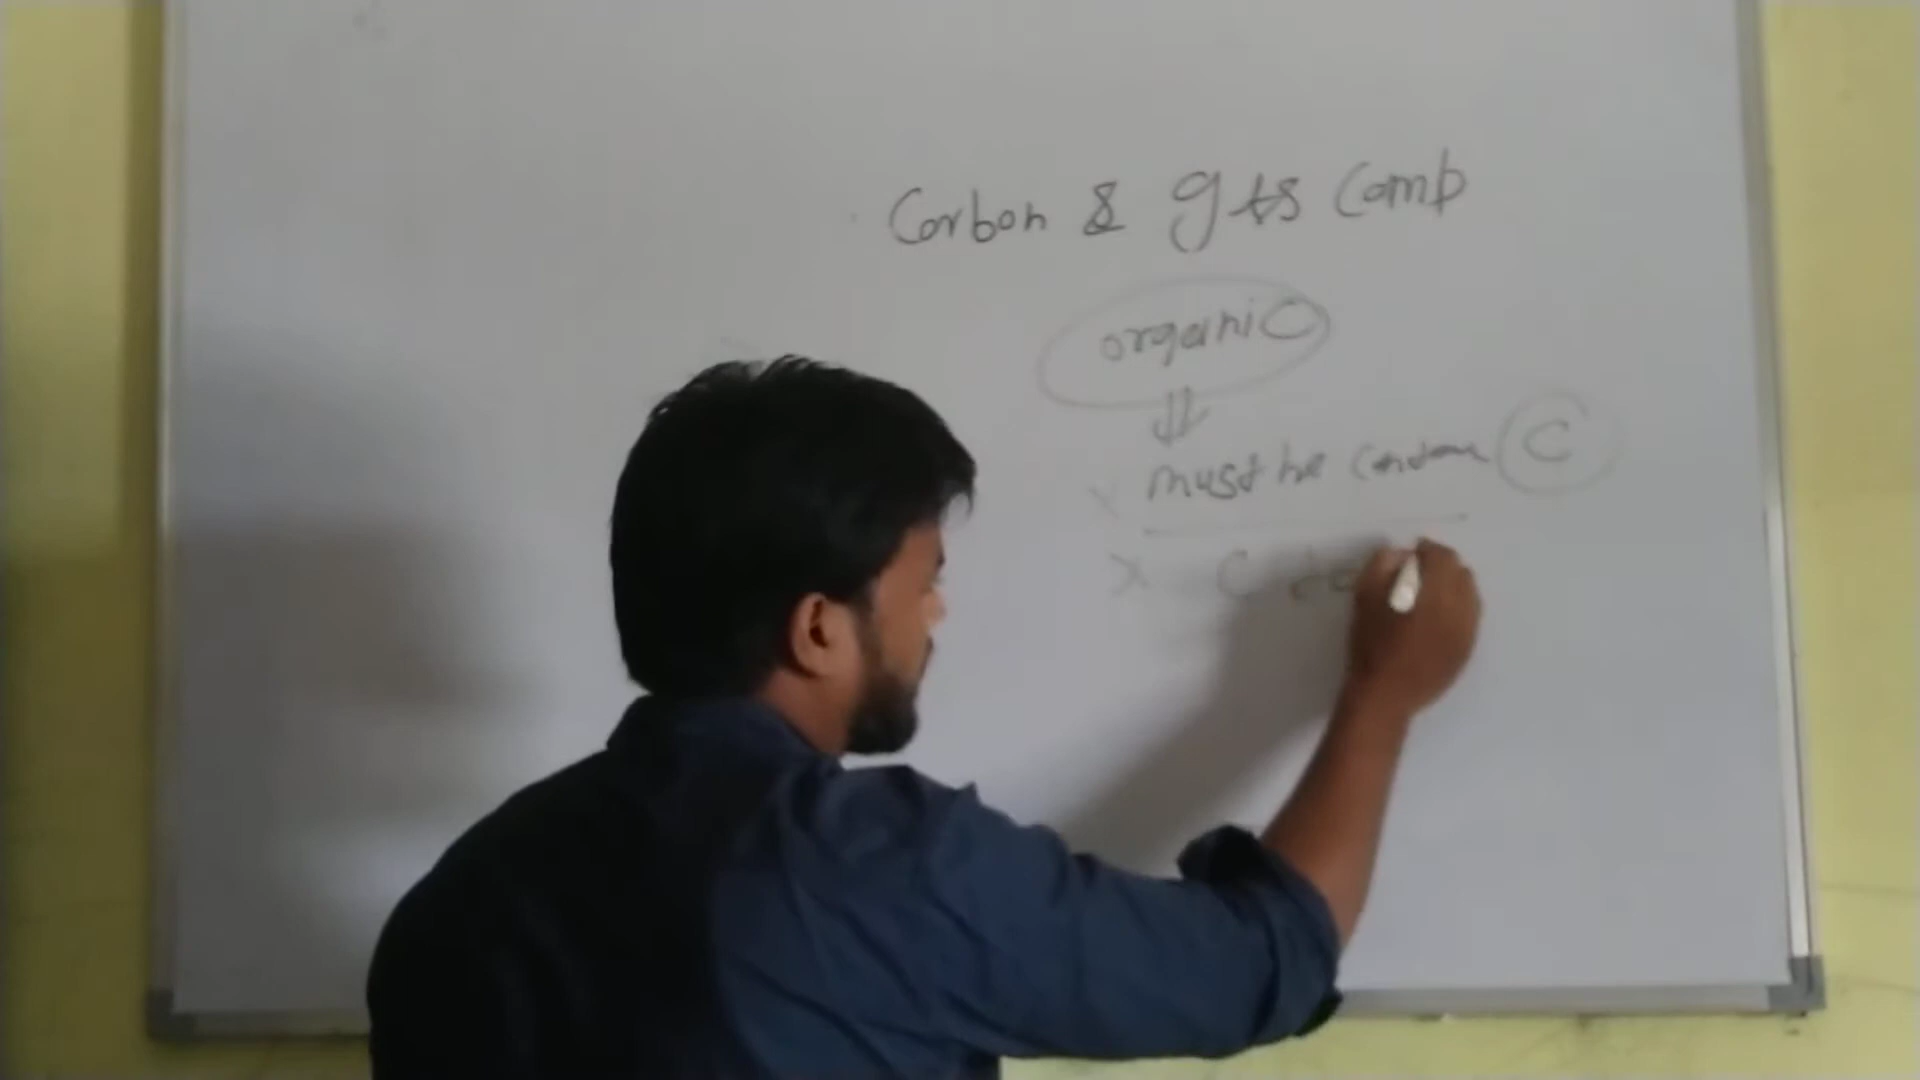 Carbon & Its Comp
organic
must be contain C
X C